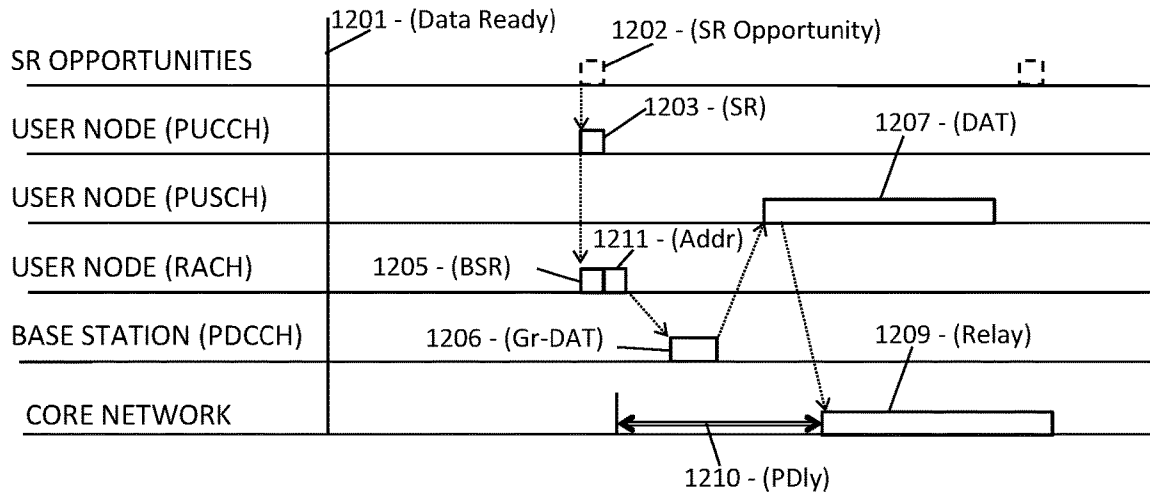 1201 - (Data Ready)
1202 - (SR Opportunity)
SR OPPORTUNITIES
1203 - (SR)
USER NODE (PUCCH)
1207 - (DAT)
USER NODE (PUSCH)
1211 - (Addr)
USER NODE (RACH)
1205 - (BSR)
BASE STATION (PDCCH)
1206 - (Gr-DAT)
1209 - (Relay)
CORE NETWORK
1210 - (PDly)